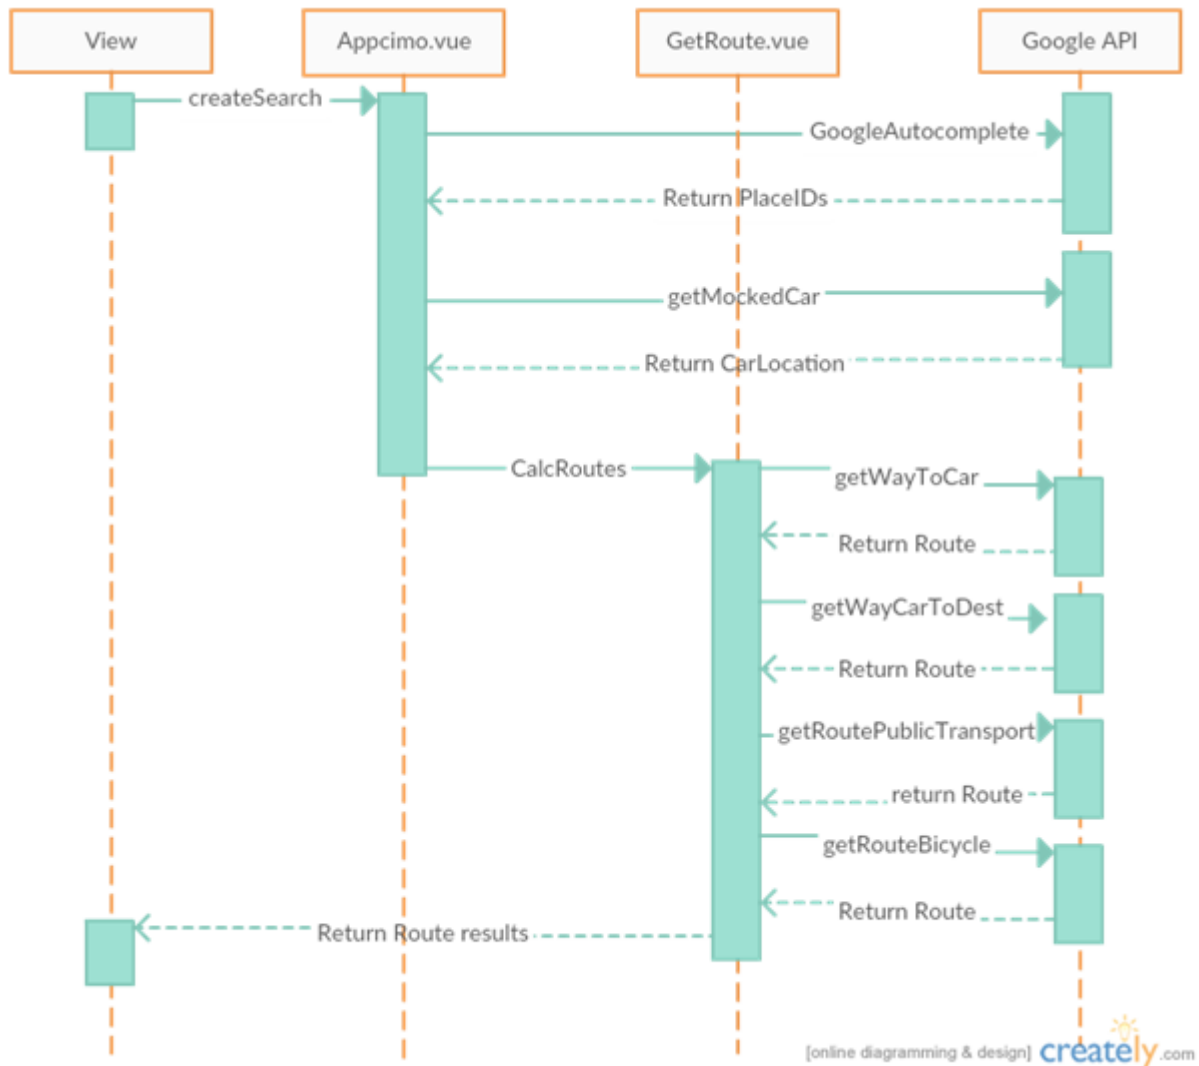 View
Appcimo.vue
GetRoute.vue
Google API
createSearch
GoogleAutocomplete
Return PlaceIDs
getMockedCar
Return CarLocation
CalcRoutes
getWayToCar
Return Route
getWayCarToDest
Return Route
getRoutePublicTransport
return Route
getRouteBicycle
Return Route
Return Route results
[online diagramming & design] creately.com